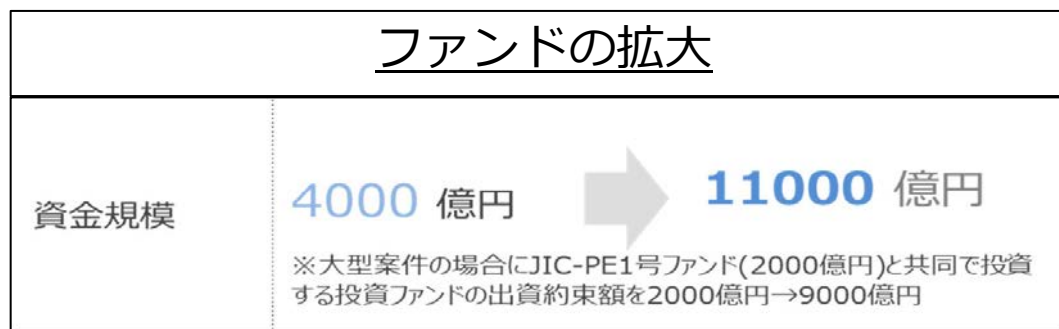 ファンドの拡大
資金規模
4000 億円 11000 億円
※大型案件の場合にJIC-PE1号ファンド(2000億円)と共同で投資
する投資ファンドの出資約束額を2000億円→9000億円